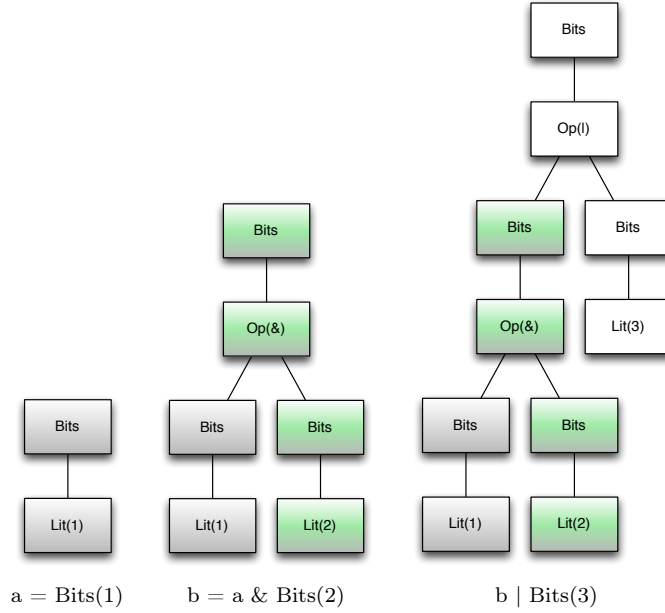 Bits
Op(|)
Bits
Bits
Bits
Op(&)
Op(&)
Lit(3)
Bits
Bits
Bits
Bits
Bits
Lit(1)
Lit(1)
Lit(2)
Lit(1)
Lit(2)
a = Bits(1)
b = a & Bits(2)
b | Bits(3)